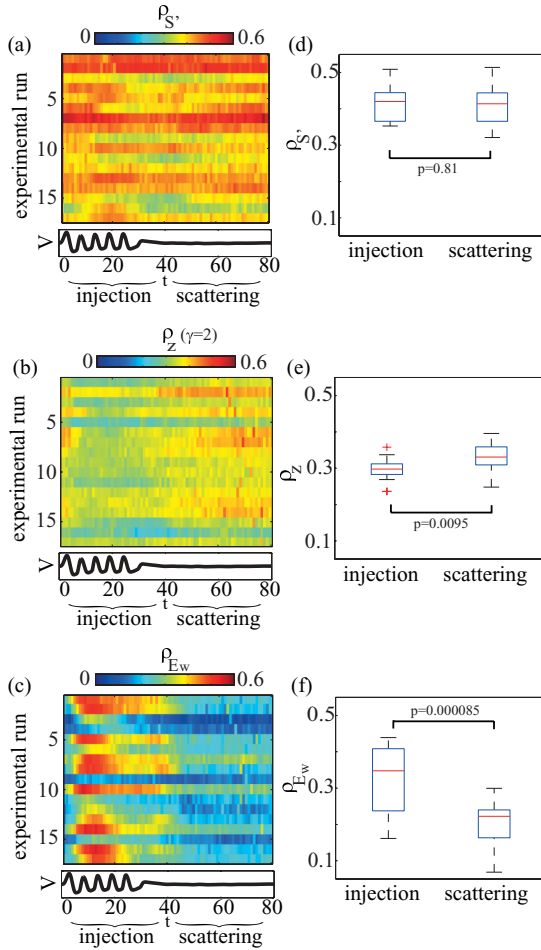 ρS'
(a)
0
0.6
experimental run
5
10
15
V
0 20 40 60 80
t
injection scattering
(d)
0.5
0.3
0.1
ρS'
p=0.81
injection scattering
ρz (γ=2)
(b)
0
0.6
experimental run
5
10
15
V
0 20 40 60 80
t
injection scattering
(e)
0.5
0.3
0.1
ρz
p=0.0095
injection scattering
ρEw
(c)
0
0.6
experimental run
5
10
15
V
0 20 40 60 80
t
injection scattering
(f)
0.5
0.3
0.1
ρEw
p=0.000085
injection scattering